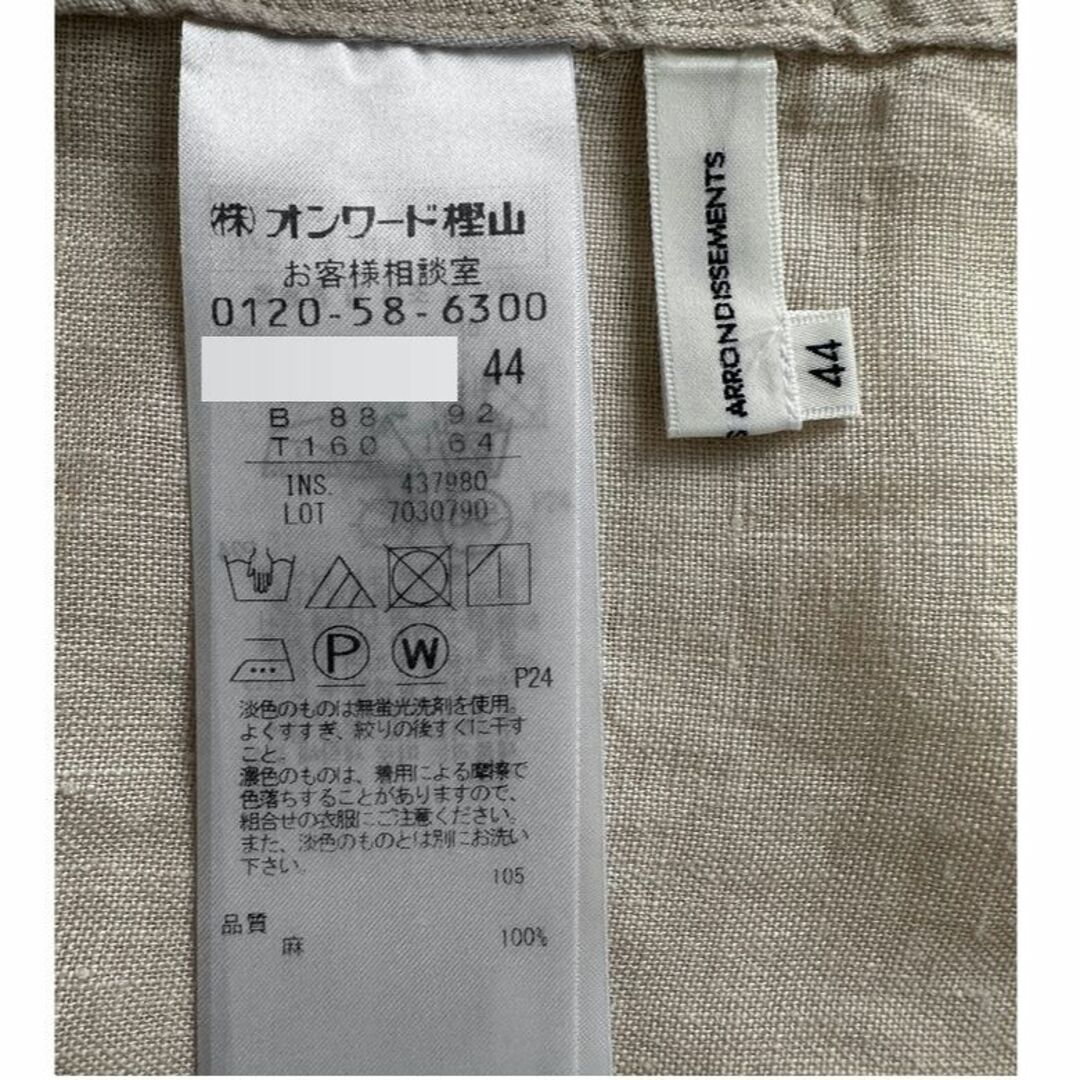 (株)オンワード樫山
お客様相談室
0120-58-6300
44
B 88 92
T160 64
INS. 437980
LOT 7030790
P
W
P24
淡色のものは無蛍光洗剤を使用。
よくすすぎ、絞りの後すぐに干す
こと。
濃色のものは、着用による摩擦で
色落ちすることがありますので、
組合せの衣服にご注意ください。
また、淡色のものとは別にお洗い
下さい。
105
品質
麻 100%
S ARRONDISSEMENTS
44